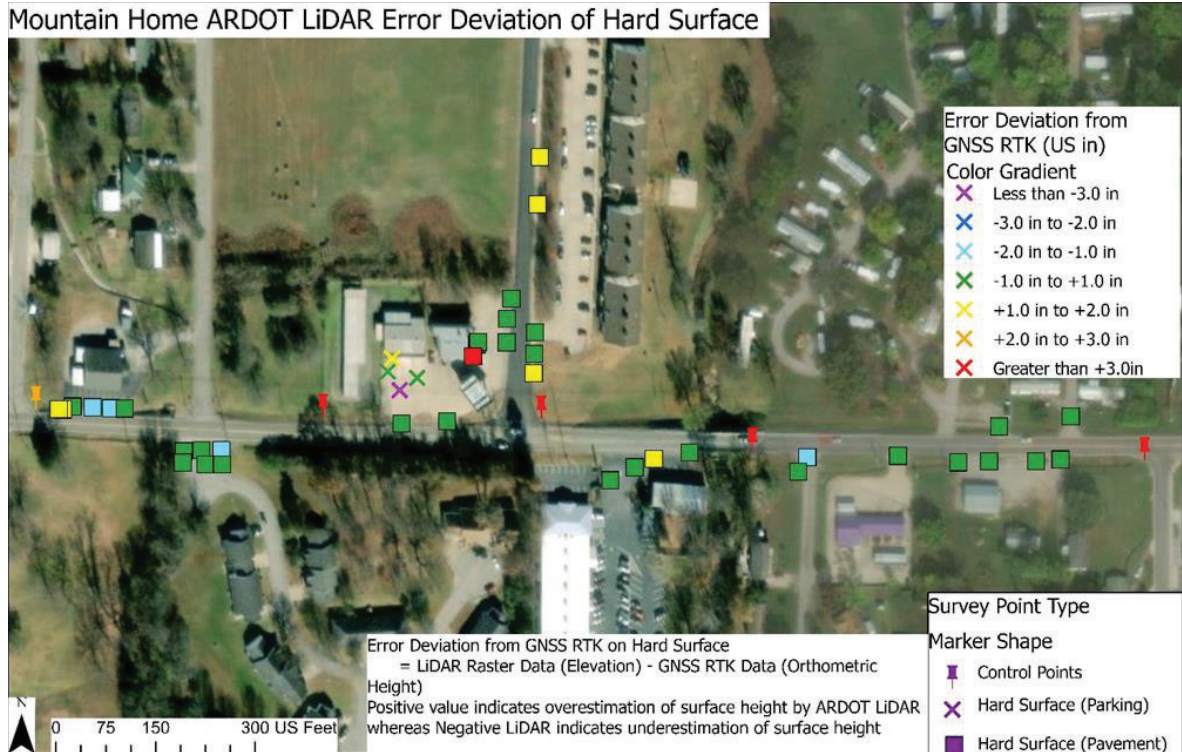 Mountain Home ARDOT LiDAR Error Deviation of Hard Surface
Error Deviation from
GNSS RTK (US in)
Color Gradient
Less than -3.0 in
-3.0 in to -2.0 in
-2.0 in to -1.0 in
-1.0 in to +1.0 in
+1.0 in to +2.0 in
+2.0 in to +3.0 in
Greater than +3.0in
Survey Point Type
Marker Shape
Control Points
Hard Surface (Parking)
Hard Surface (Pavement)
Error Deviation from GNSS RTK on Hard Surface
= LiDAR Raster Data (Elevation) - GNSS RTK Data (Orthometric
Height)
Positive value indicates overestimation of surface height by ARDOT LiDAR
whereas Negative LiDAR indicates underestimation of surface height
N
0 75 150 300 US Feet